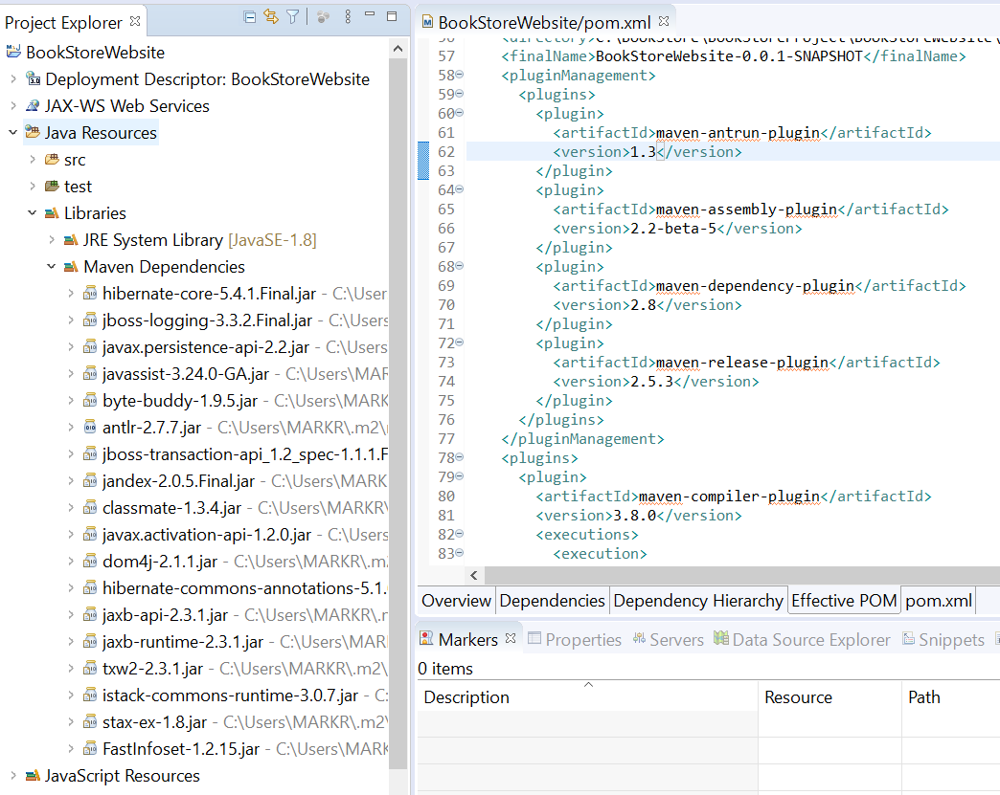 Project Explorer
BookStoreWebsite
Deployment Descriptor: BookStoreWebsite
JAX-WS Web Services
Java Resources
src
test
Libraries
JRE System Library [JavaSE-1.8]
Maven Dependencies
hibernate-core-5.4.1.Final.jar - C:\User
jboss-logging-3.3.2.Final.jar - C:\Users
javax.persistence-api-2.2.jar - C:\Users
javassist-3.24.0-GA.jar - C:\Users\MAR
byte-buddy-1.9.5.jar - C:\Users\MARK
antlr-2.7.7.jar - C:\Users\MARKR\.m2\
jboss-transaction-api_1.2_spec-1.1.1.F
jandex-2.0.5.Final.jar - C:\Users\MARK
classmate-1.3.4.jar - C:\Users\MARKR\
javax.activation-api-1.2.0.jar - C:\Users
dom4j-2.1.1.jar - C:\Users\MARKR\.m.
hibernate-commons-annotations-5.1.
jaxb-api-2.3.1.jar - C:\Users\MARKR\.
jaxb-runtime-2.3.1.jar - C:\Users\MAR
txw2-2.3.1.jar - C:\Users\MARKR\.m2\
istack-commons-runtime-3.0.7.jar - C:
stax-ex-1.8.jar - C:\Users\MARKR\.m2\
FastInfoset-1.2.15.jar - C:\Users\MARK
JavaScript Resources
BookStoreWebsite/pom.xml
57 <finalName>BookStoreWebsite-0.0.1-SNAPSHOT</finalName>
58 <pluginManagement>
59 <plugins>
60 <plugin>
61 <artifactId>maven-antrun-plugin</artifactId>
62 <version>1.3</version>
63 </plugin>
64 <plugin>
65 <artifactId>maven-assembly-plugin</artifactId>
66 <version>2.2-beta-5</version>
67 </plugin>
68 <plugin>
69 <artifactId>maven-dependency-plugin</artifactId>
70 <version>2.8</version>
71 </plugin>
72 <plugin>
73 <artifactId>maven-release-plugin</artifactId>
74 <version>2.5.3</version>
75 </plugin>
76 </plugins>
77 </pluginManagement>
78 <plugins>
79 <plugin>
80 <artifactId>maven-compiler-plugin</artifactId>
81 <version>3.8.0</version>
82 <executions>
83 <execution>
Overview Dependencies Dependency Hierarchy Effective POM pom.xml
Markers Properties Servers Data Source Explorer Snippets
0 items
Description Resource Path